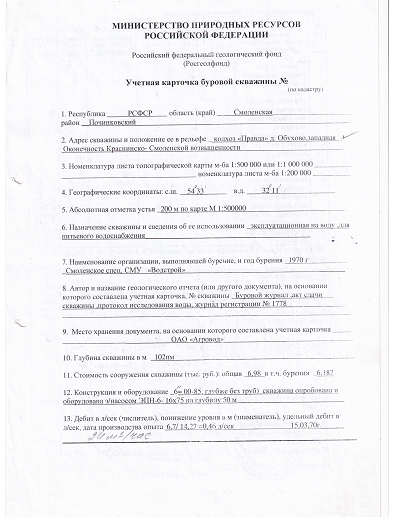 МИНИСТЕРСТВО ПРИРОДНЫХ РЕСУРСОВ
РОССИЙСКОЙ ФЕДЕРАЦИИ
Российский федеральный геологический фонд
(Росгеолфонд)
Учетная карточка буровой скважины №
(по кадастру)
1. Республика РСФСР область (край) Смоленская
район Починковский
2. Адрес скважины и положение ее в рельефе колхоз «Правда» д. Обухово,западная
Оконечность Краснинско- Смоленской возвышенности
3. Номенклатура листа топографической карты м-ба 1:500 000 или 1:1 000 000
номенклатура листа м-ба 1:200 000
4. Географические координаты: с.ш. 54°33' в.д. 32°11'
5. Абсолютная отметка устья 200 м по карте М 1:500000
6. Назначение скважины и сведения об ее использовании эксплуатационная на воду для
питьевого водоснабжения
7. Наименование организации, выполнявшей бурение, и год бурения 1970 г
Смоленское спец. СМУ «Водстрой»
8. Автор и название геологического отчета (или другого документа), на основании
которого составлена учетная карточка, № скважины Буровой журнал ,акт сдачи
скважины ,протокол исследования воды, журнал регистрации № 1778
9. Место хранения документа, на основании которого составлена учетная карточка
ОАО «Агровод»
10. Глубина скважины в м 102пм
11. Стоимость сооружения скважины (тыс. руб.): общая 6,98 в т.ч. бурения 6,187
12. Конструкция и оборудование 6= 00-85, глубже без труб) скважина опробована и
оборудована э/насосом ЭПН-6- 16х75 на глубину 50 м
13. Дебит в л/сек (числитель), понижение уровня в м (знаменатель), удельный дебит в
л/сек, дата производства опыта 6,7/ 14,27 =0,46 л/сек 15.03.70г.
24 м3/час